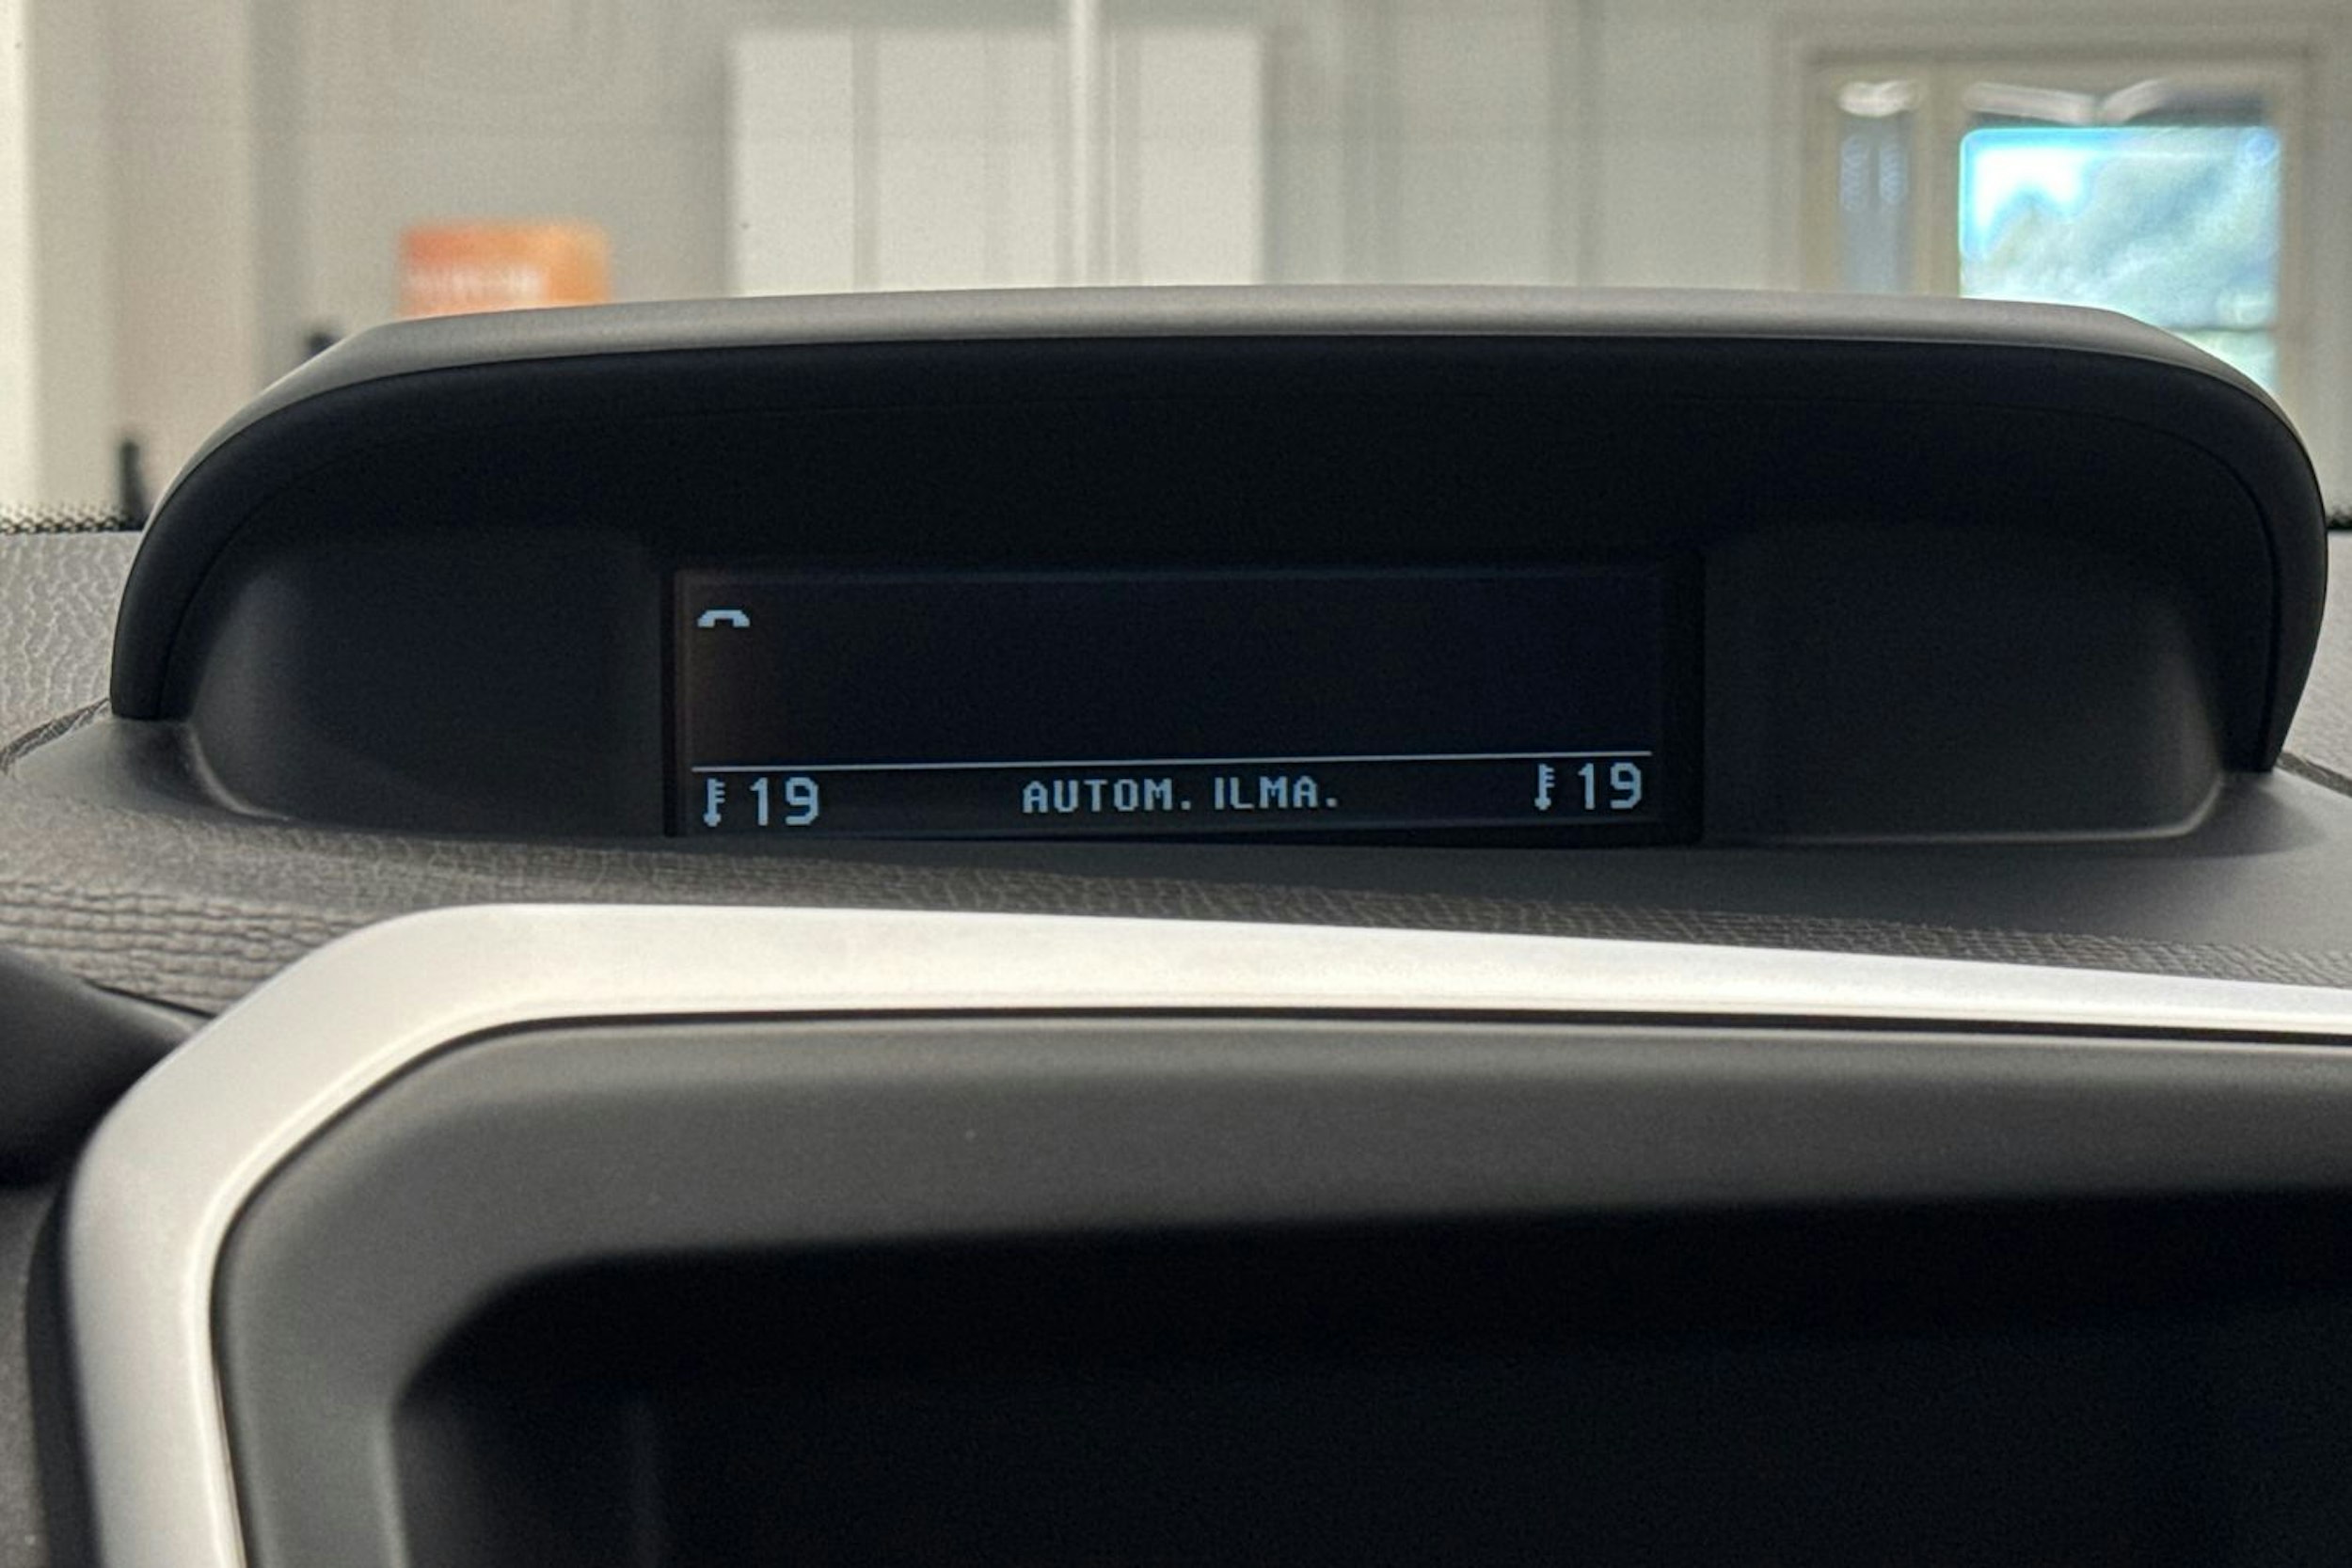 19 AUTOM. ILMA. 19